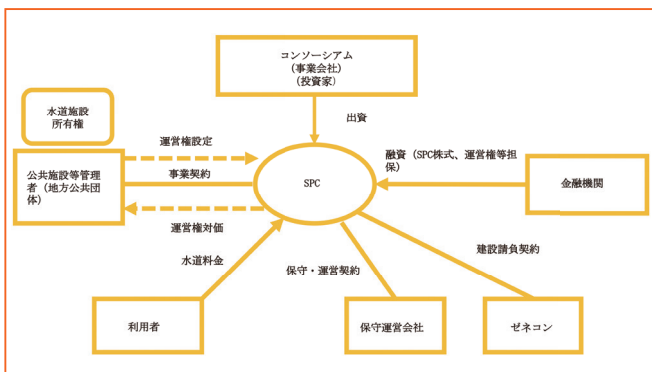 コンソーシアム
(事業会社)
(投資家)
出資
水道施設
所有権
運営権設定
公共施設等管理
者（地方公共団
体）
事業契約
SPC
融資（SPC株式、運営権等担
保）
金融機関
運営権対価
水道料金
保守・運営契約
建設請負契約
利用者
保守運営会社
ゼネコン